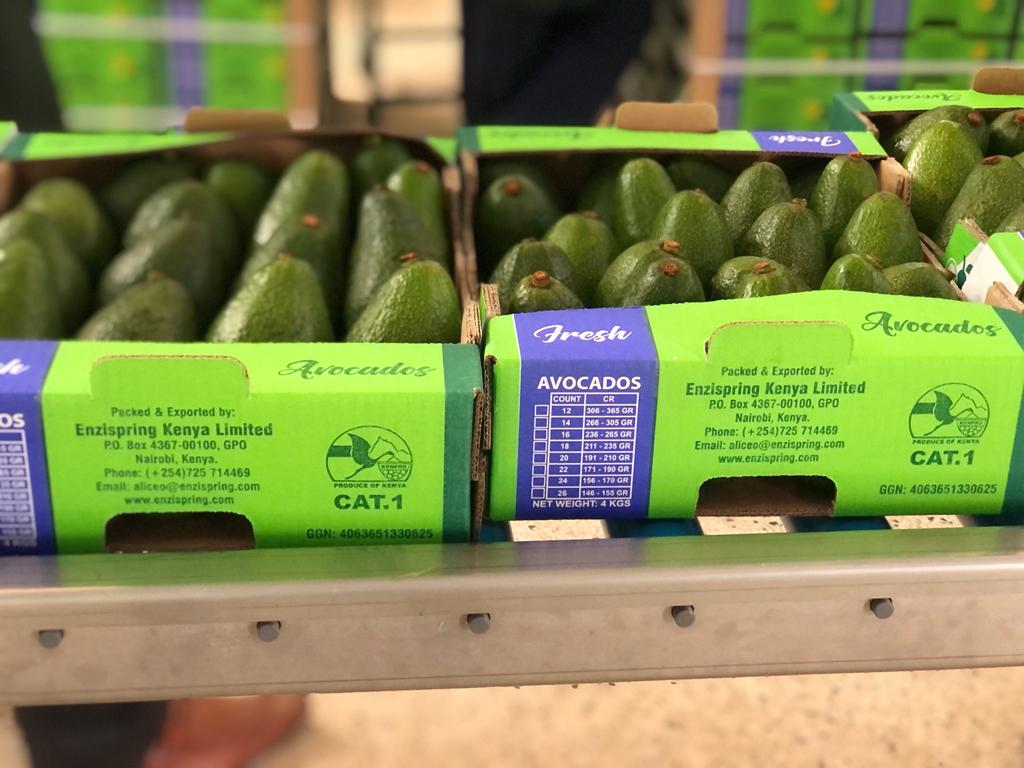 Avocados
Packed & Exported by:
Enzispring Kenya Limited
P.O. Box 4367-00100, GPO
Nairobi, Kenya.
Phone: (+254)725 714469
Email: aliceo@enzispring.com
www.enzispring.com
KENPRO
PRODUCE OF KENYA
CAT.1
GGN: 4063651330625
Fresh
Fresh
AVOCADOS
COUNT CR
12 306 - 365 GR
14 266 - 305 GR
16 236 - 265 GR
18 211 - 235 GR
20 191 - 210 GR
22 171 - 190 GR
24 156 - 170 GR
26 146 - 155 GR
NET WEIGHT: 4 KGS
Avocados
Packed & Exported by:
Enzispring Kenya Limited
P.O. Box 4367-00100, GPO
Nairobi, Kenya.
Phone: (+254)725 714469
Email: aliceo@enzispring.com
www.enzispring.com
KENPRO
PRODUCE OF KENYA
CAT.1
GGN: 4063651330625
Avocados